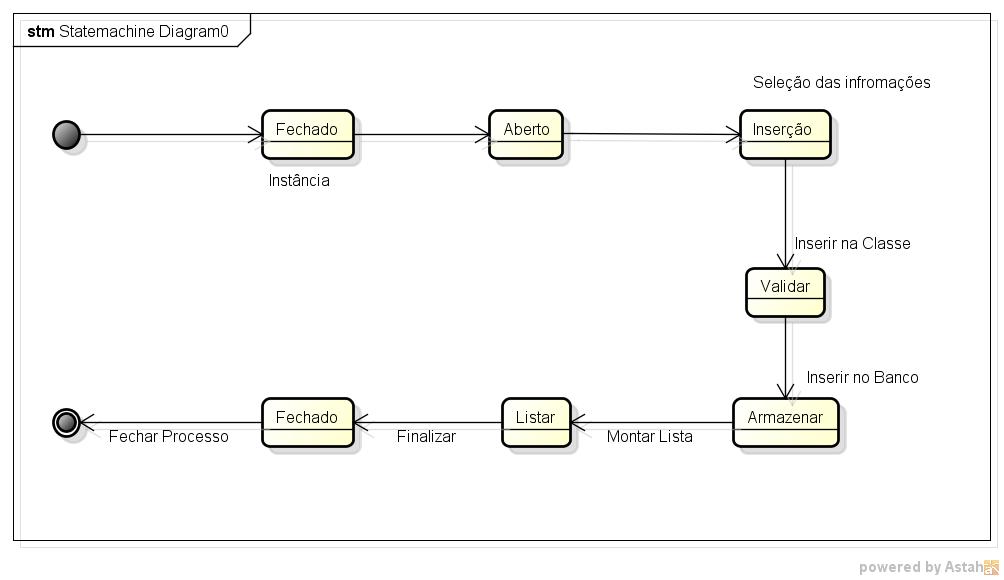 stm Statemachine Diagram0
Seleção das infromações
Fechado
Aberto
Inserção
Instância
Inserir na Classe
Validar
Inserir no Banco
Fechado
Listar
Armazenar
Fechar Processo
Finalizar
Montar Lista
powered by Astah